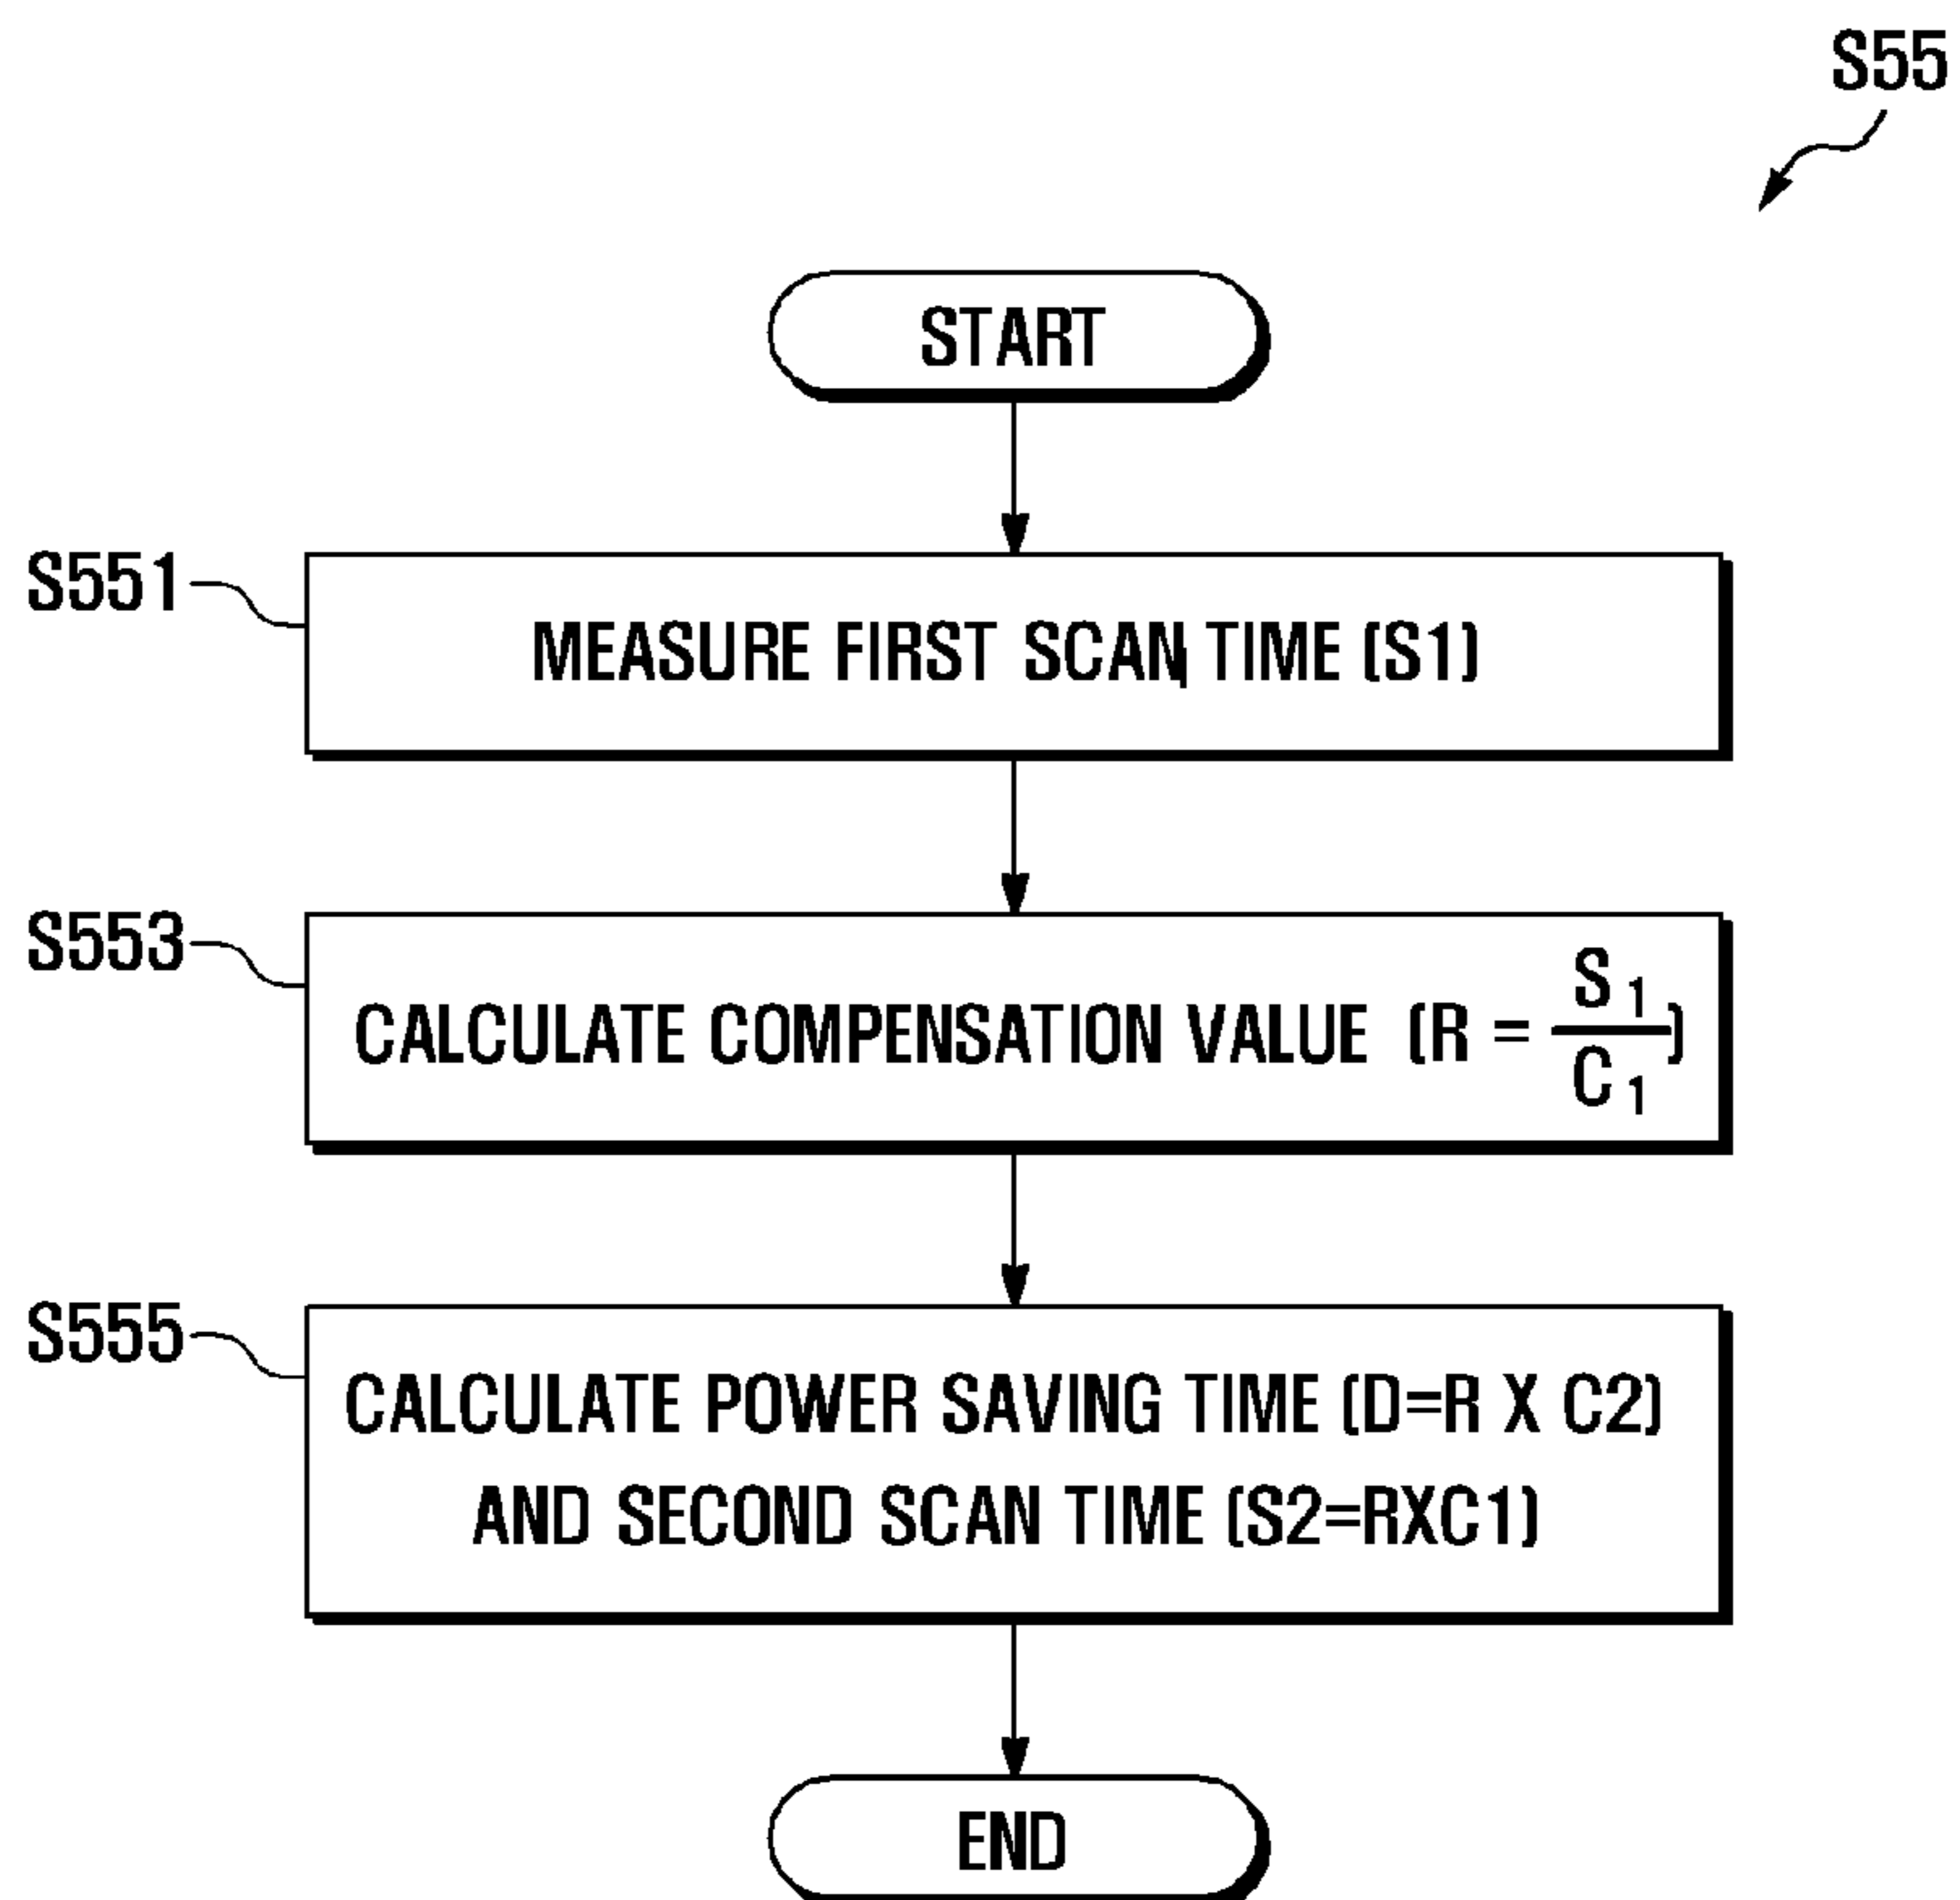 S55
START
S551
MEASURE FIRST SCAN TIME (S1)
S553
CALCULATE COMPENSATION VALUE (R = S1/C1)
S555
CALCULATE POWER SAVING TIME (D=R X C2)
AND SECOND SCAN TIME (S2=RXC1)
END